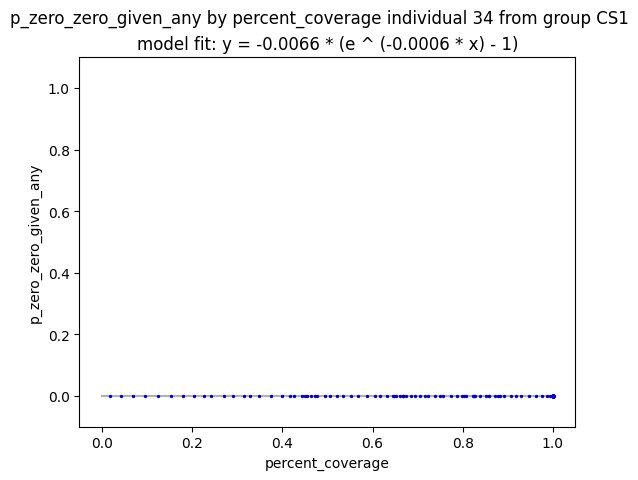 p_zero_zero_given_any by percent_coverage individual 34 from group CS1
model fit: y = -0.0066 * (e ^ (-0.0006 * x) - 1)
1.0
0.8
0.6
0.4
0.2
0.0
p_zero_zero_given_any
0.0 0.2 0.4 0.6 0.8 1.0
percent_coverage